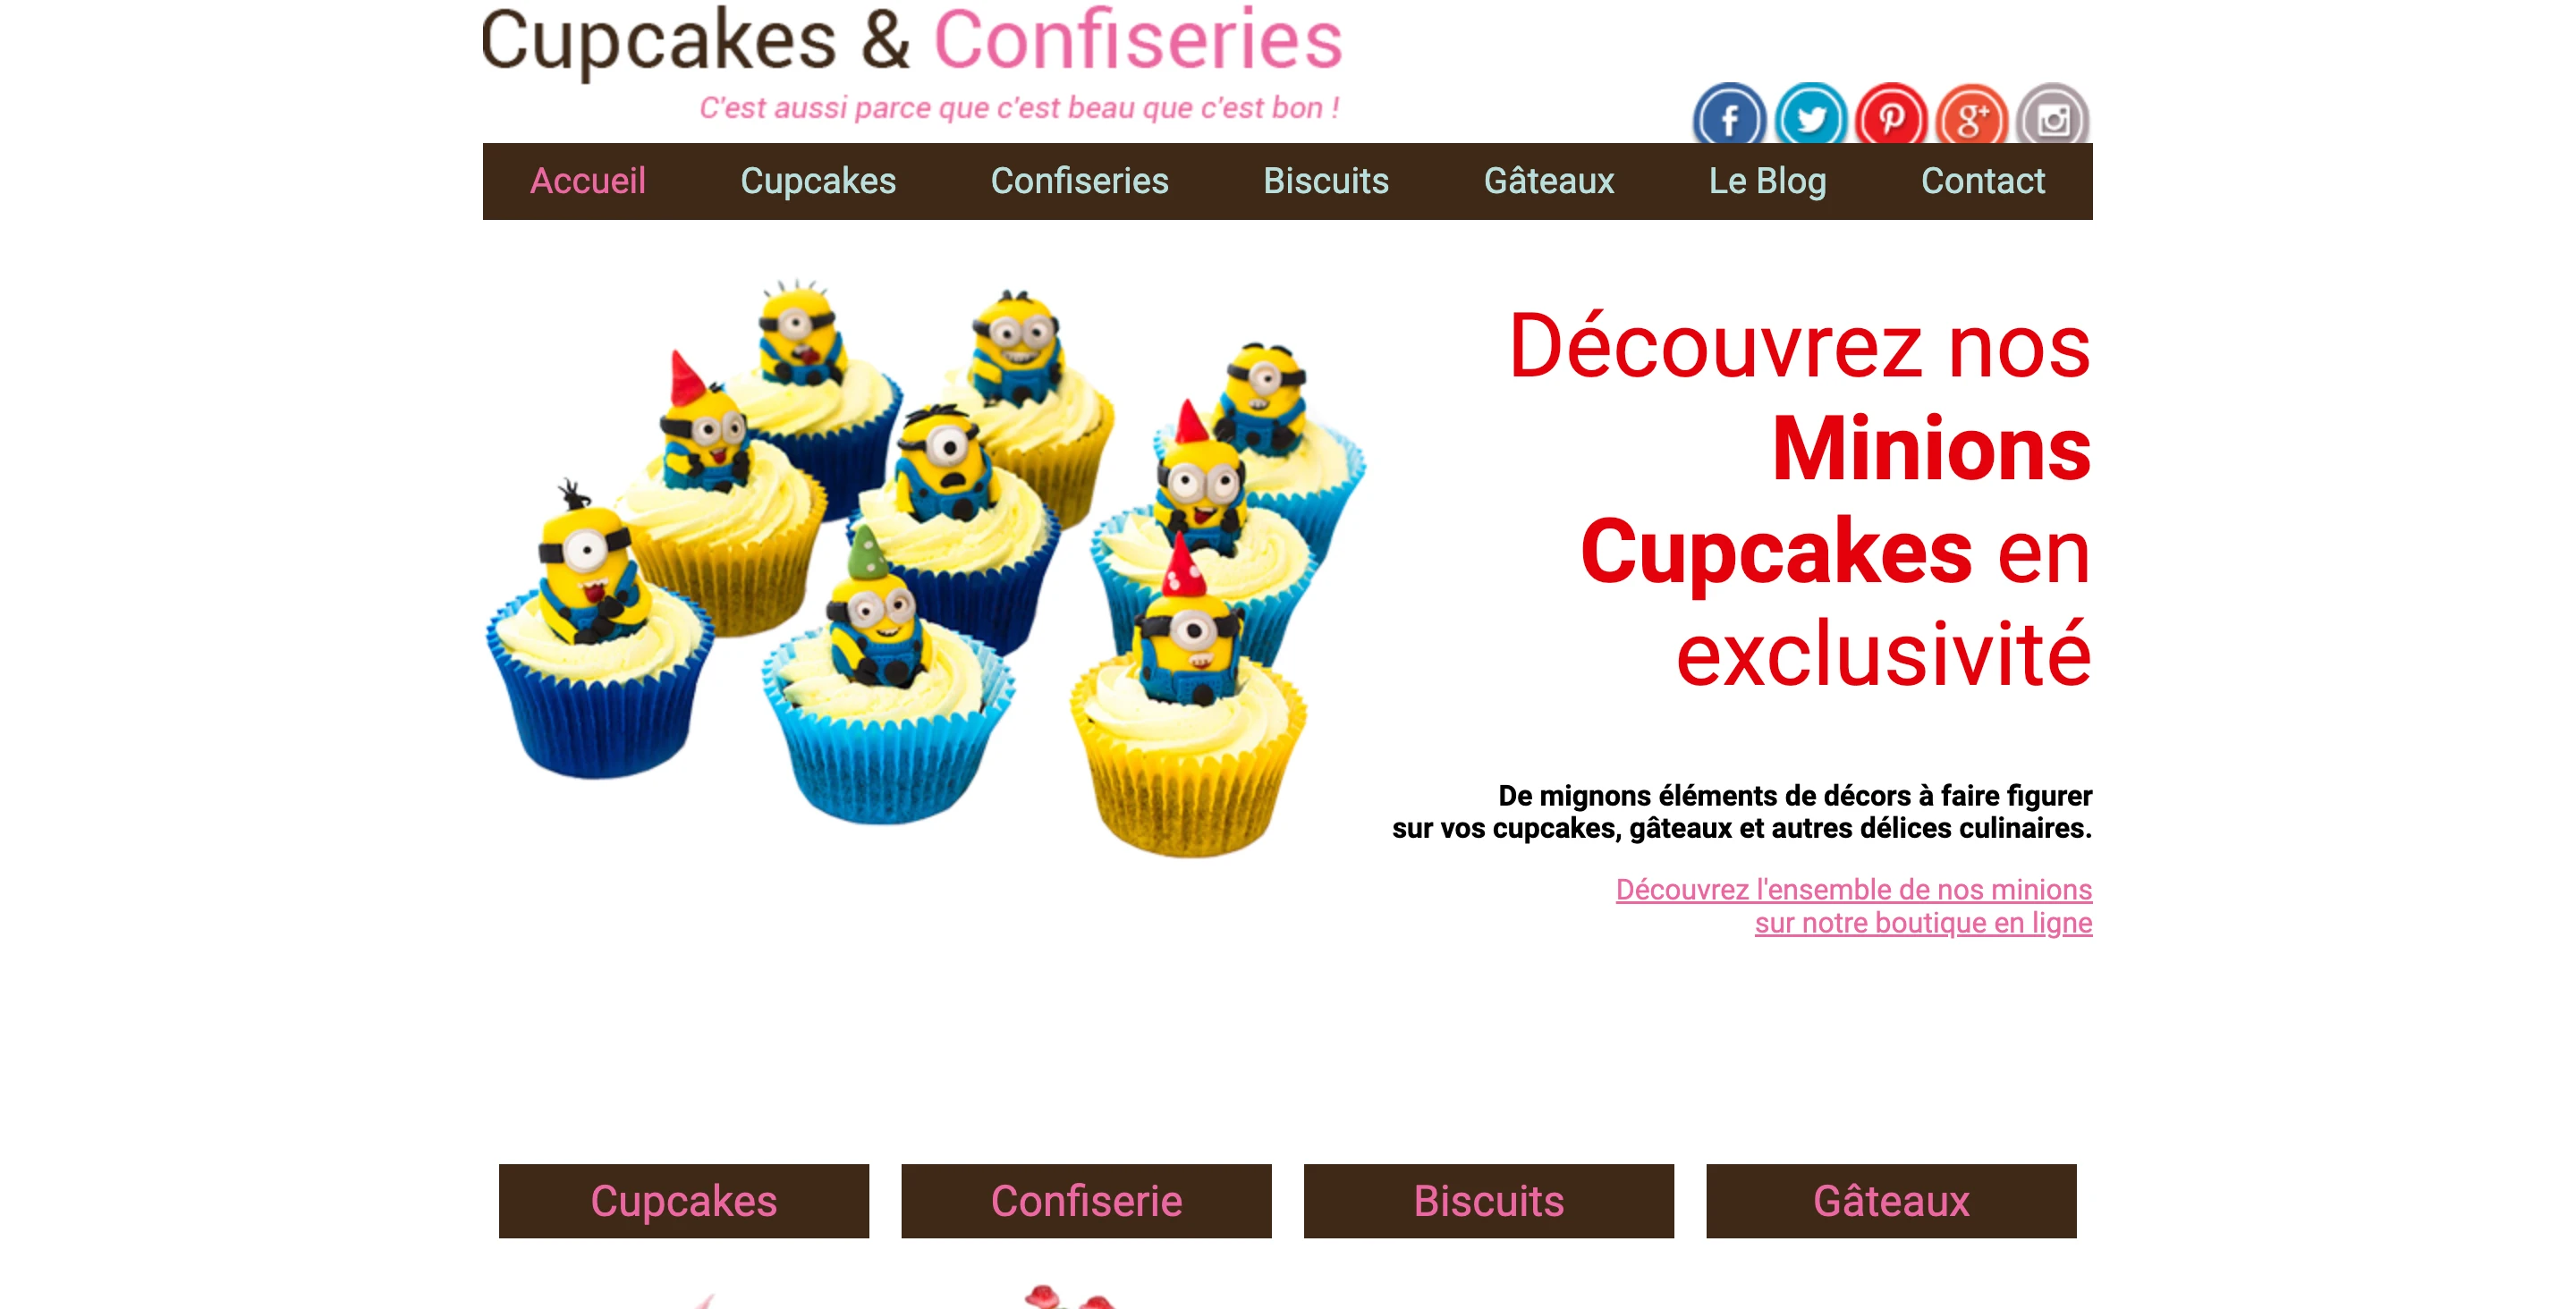 Cupcakes & Confiseries
C'est aussi parce que c'est beau que c'est bon !
Accueil Cupcakes Confiseries Biscuits Gâteaux Le Blog Contact
Découvrez nos
Minions
Cupcakes en
exclusivité
De mignons éléments de décors à faire figurer
sur vos cupcakes, gâteaux et autres délices culinaires.
Découvrez l'ensemble de nos minions
sur notre boutique en ligne
Cupcakes Confiserie Biscuits Gâteaux